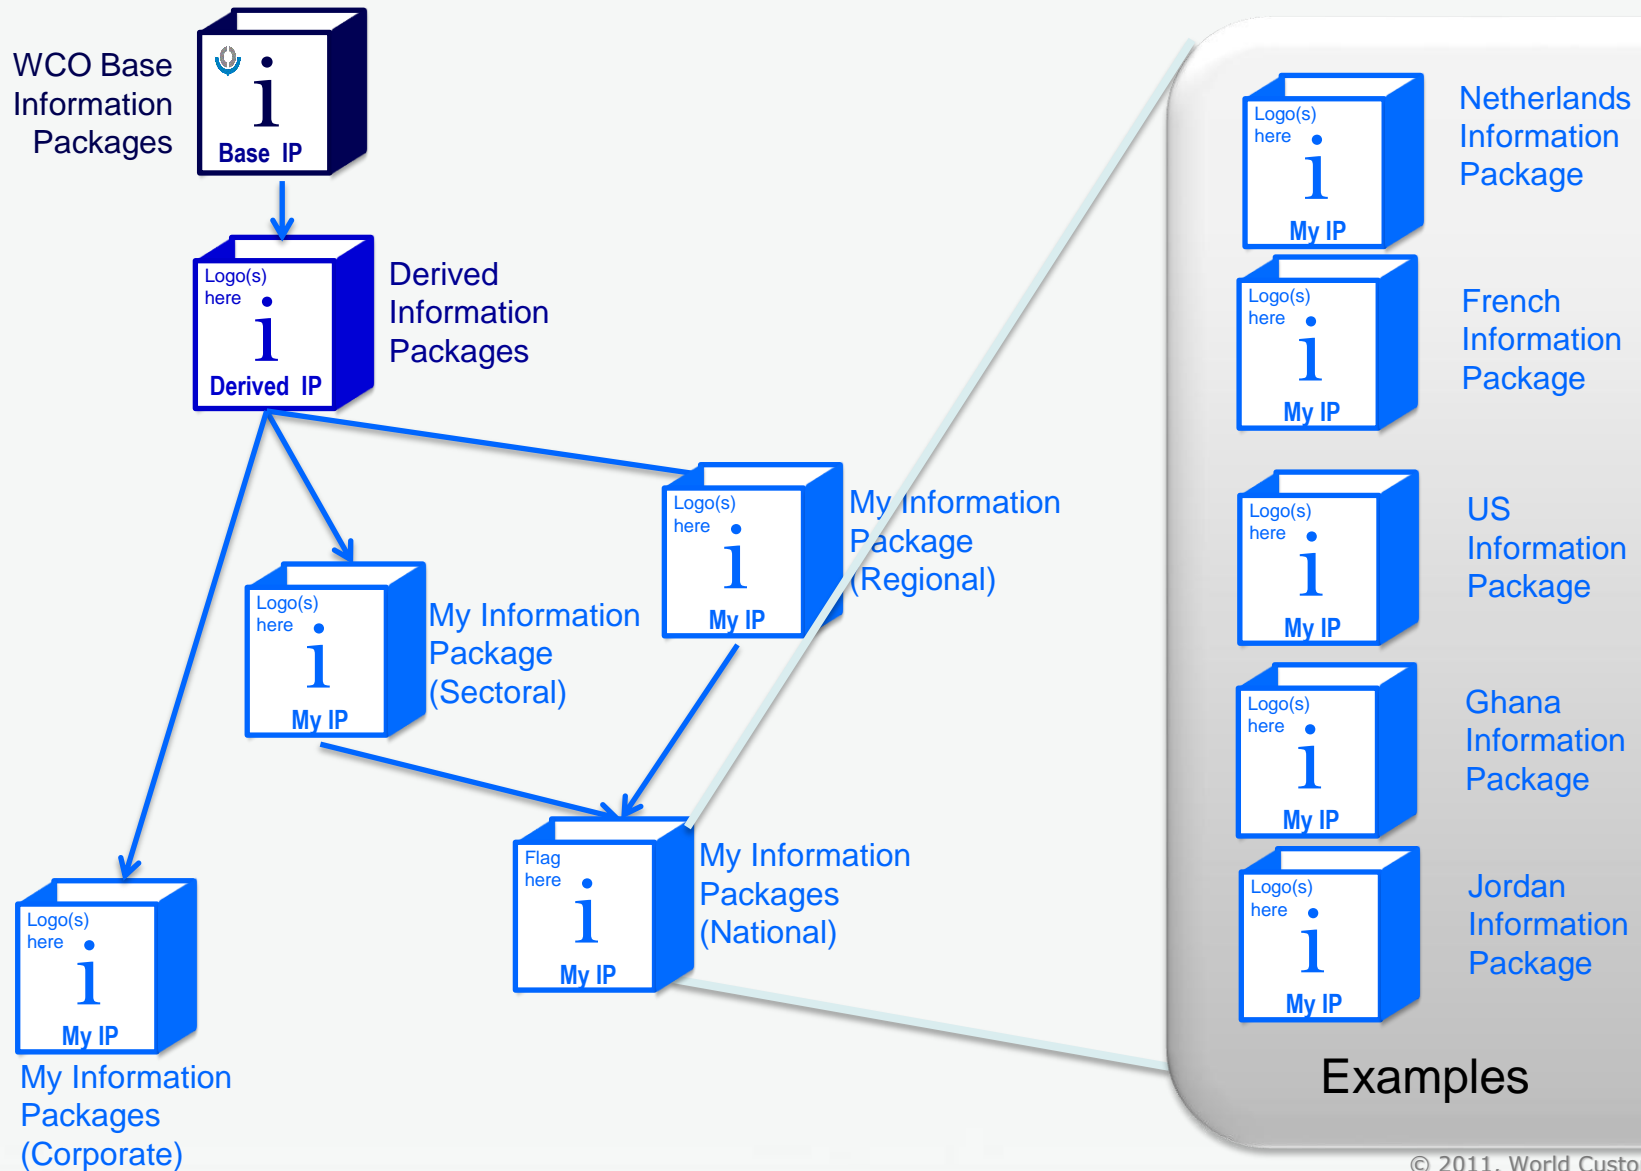 WCO Base
Information
Packages
i
Base IP
Logo(s)
here
i
Derived IP
Derived
Information
Packages
Logo(s)
here
i
My IP
My Information
Package
(Regional)
Logo(s)
here
i
My IP
My Information
Package
(Sectoral)
Flag
here
i
My IP
My Information
Packages
(National)
Logo(s)
here
i
My IP
My Information
Packages
(Corporate)
Logo(s)
here
i
My IP
Netherlands
Information
Package
Logo(s)
here
i
My IP
French
Information
Package
Logo(s)
here
i
My IP
US
Information
Package
Logo(s)
here
i
My IP
Ghana
Information
Package
Logo(s)
here
i
My IP
Jordan
Information
Package
Examples
© 2011, World Custo